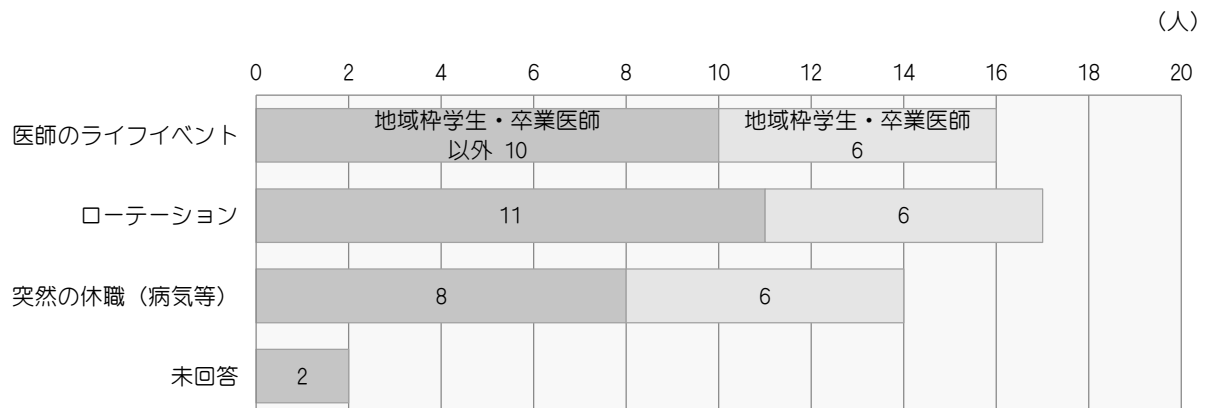 （人）
0 2 4 6 8 10 12 14 16 18 20
医師のライフイベント
地域枠学生・卒業医師
以外 10
地域枠学生・卒業医師
6
ローテーション 11 6
突然の休職（病気等） 8 6
未回答 2